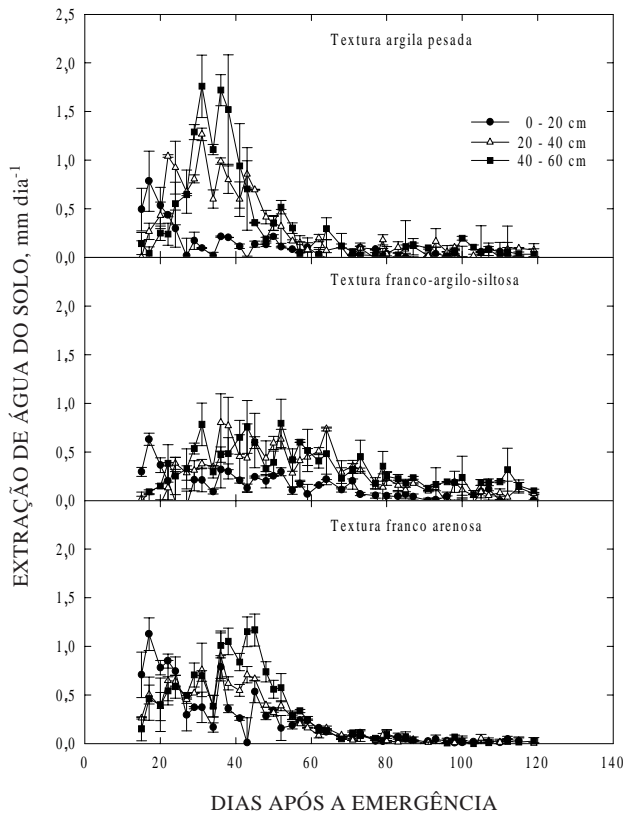 EXTRAÇÃO DE ÁGUA DO SOLO, mm dia-1
2,5
2,0
1,5
1,0
0,5
0,0
Textura argila pesada
0 - 20 cm
20 - 40 cm
40 - 60 cm
2,0
1,5
1,0
0,5
0,0
Textura franco-argilo-siltosa
2,0
1,5
1,0
0,5
0,0
Textura franco arenosa
0 20 40 60 80 100 120 140
DIAS APÓS A EMERGÊNCIA